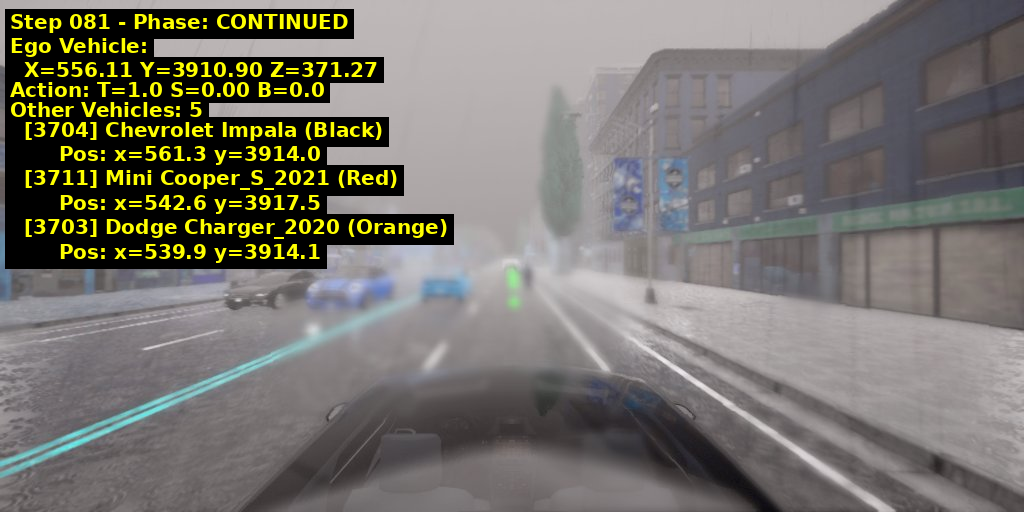 Step 081 - Phase: CONTINUED
Ego Vehicle:
X=556.11 Y=3910.90 Z=371.27
Action: T=1.0 S=0.00 B=0.0
Other Vehicles: 5
[3704] Chevrolet Impala (Black)
Pos: x=561.3 y=3914.0
[3711] Mini Cooper_S_2021 (Red)
Pos: x=542.6 y=3917.5
[3703] Dodge Charger_2020 (Orange)
Pos: x=539.9 y=3914.1